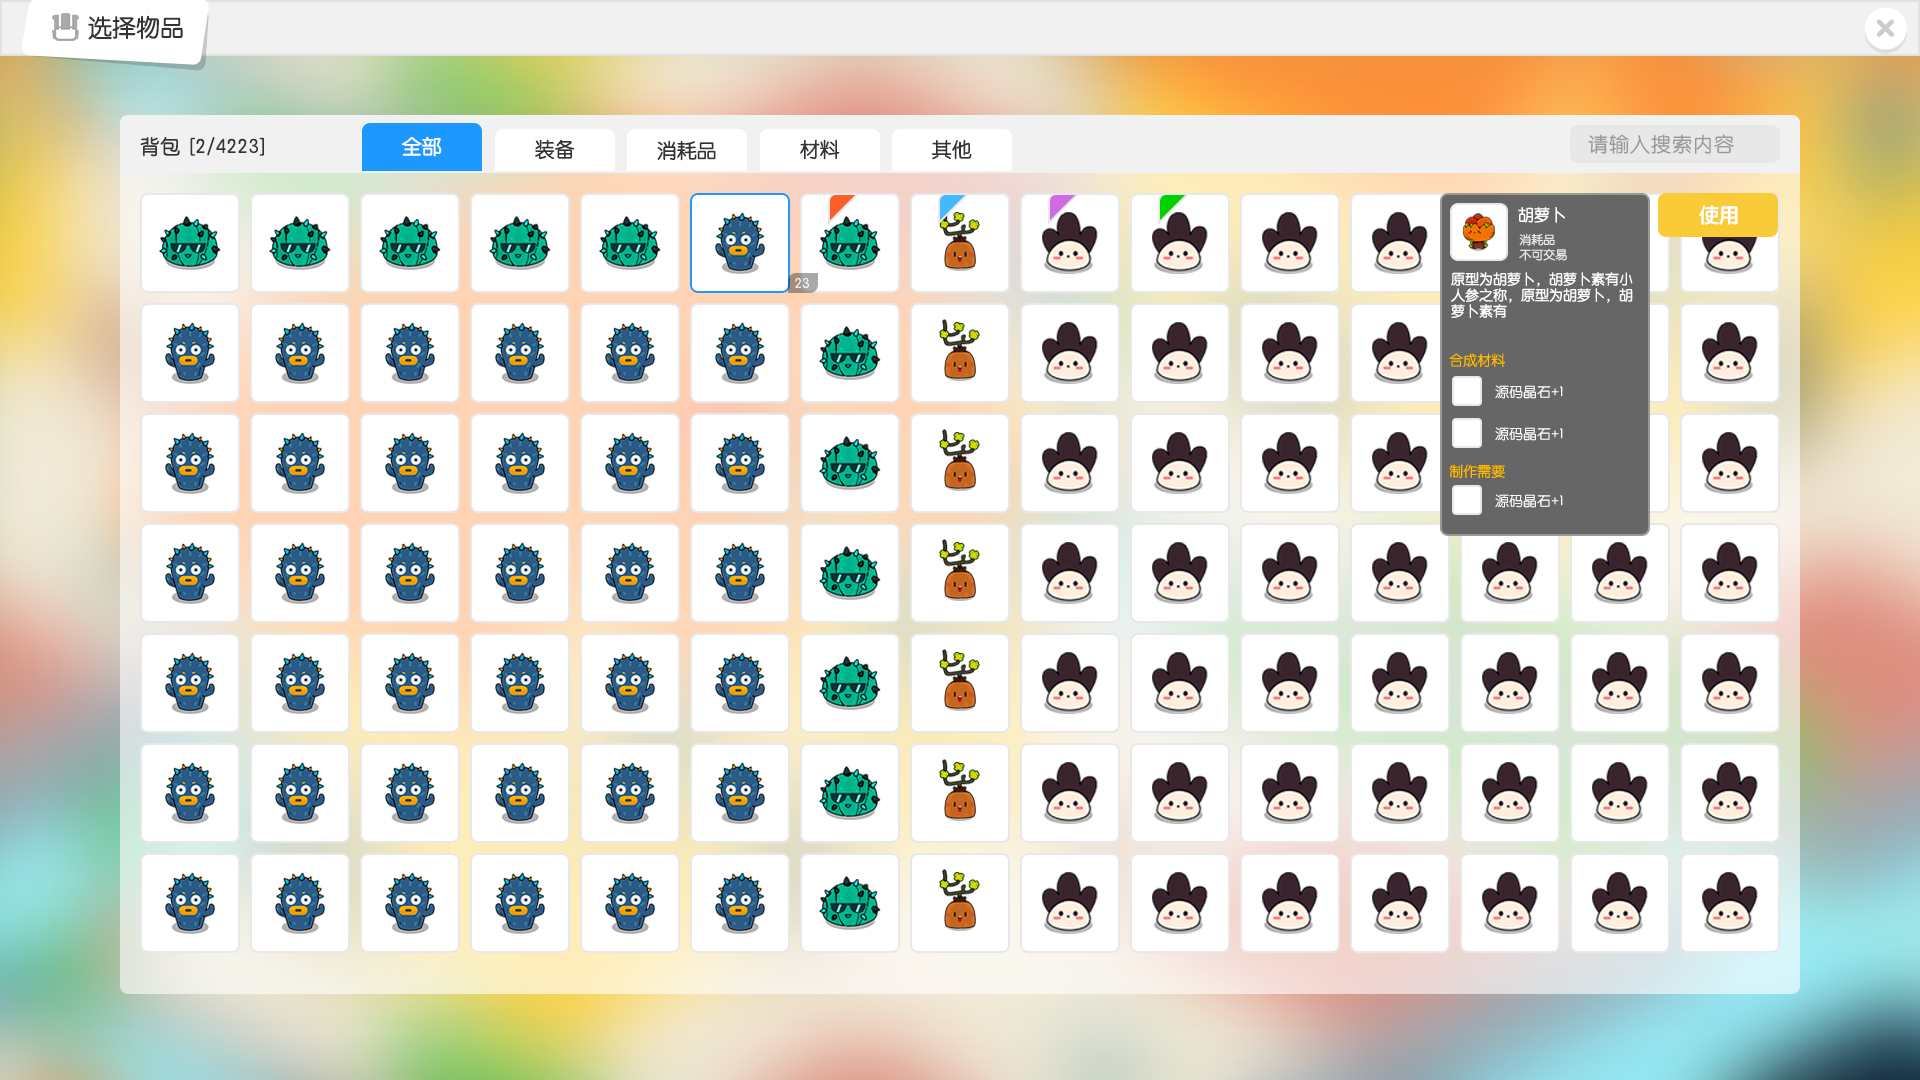 选择物品
背包 [2/4223]
全部
装备
消耗品
材料
其他
请输入搜索内容
23
胡萝卜
消耗品
不可交易
原型为胡萝卜，胡萝卜素有小
人参之称，原型为胡萝卜，胡
萝卜素有
合成材料
源码晶石+1
源码晶石+1
制作需要
源码晶石+1
使用